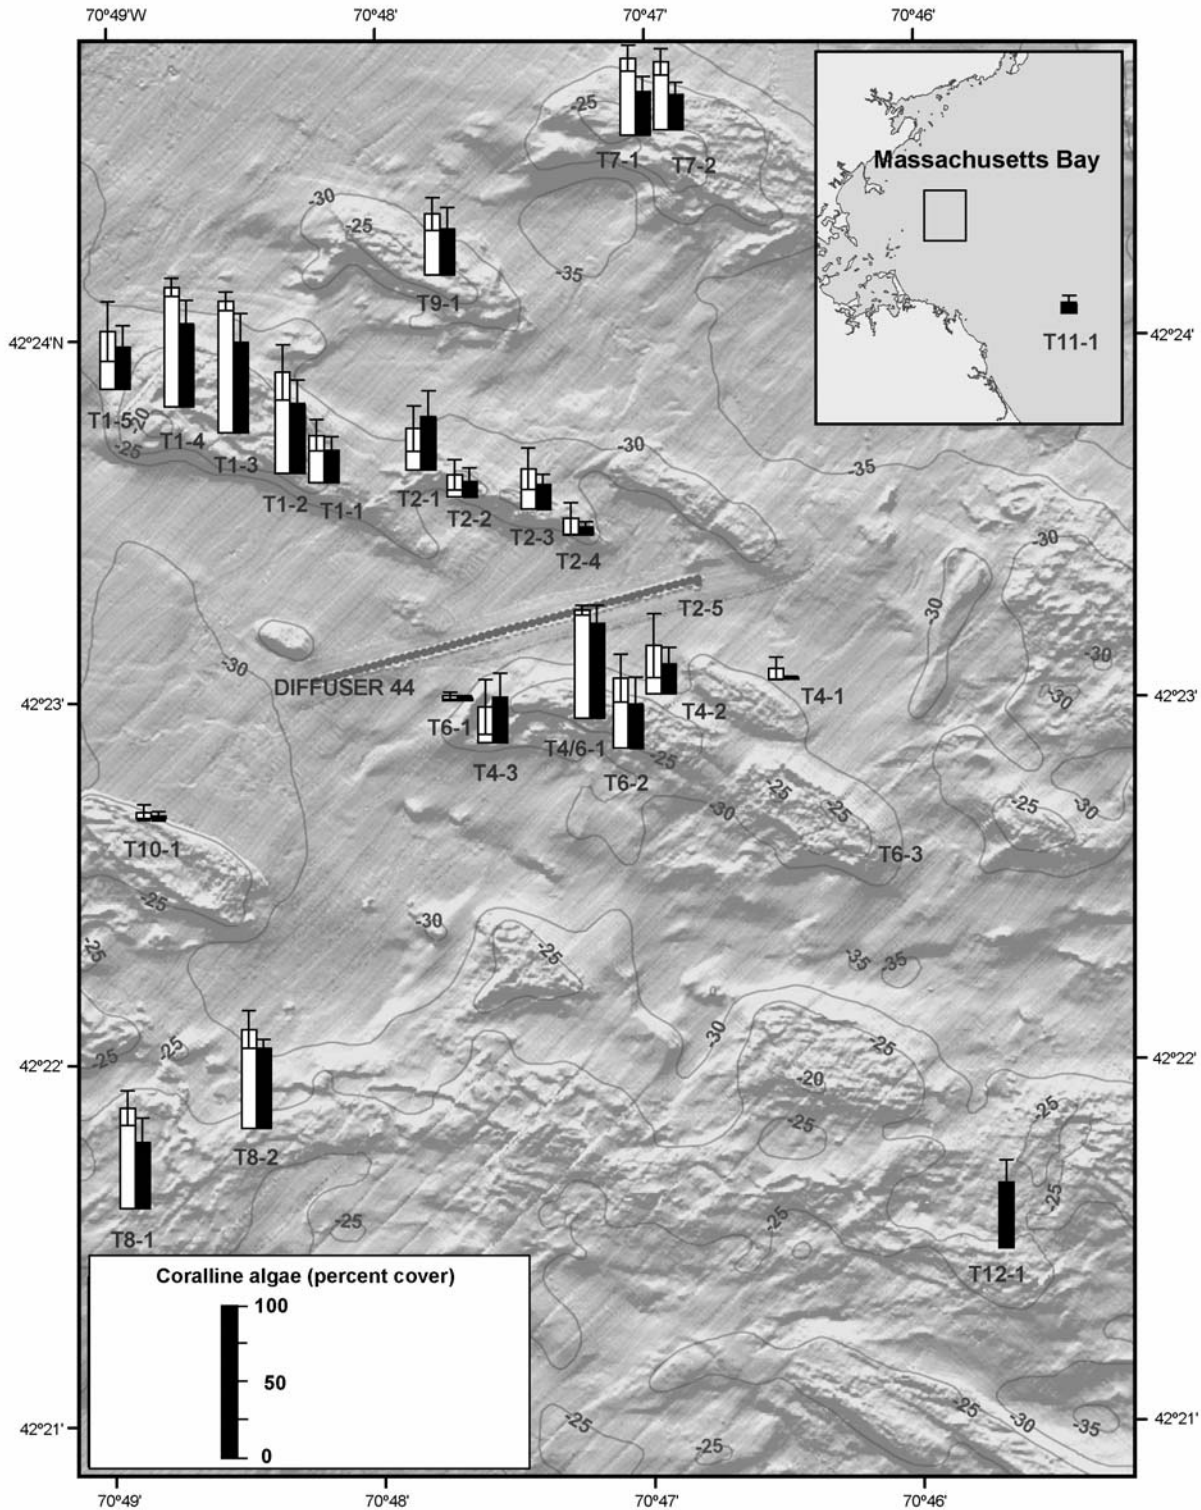 70°49'W 70°48' 70°47' 70°46'
-25
T7-1
T7-2
Massachusetts Bay
-30
-25
-35
T9-1
T11-1
42°24'N
42°24'
T1-5
-20
T1-4
-25
T1-3
T1-2
T1-1
T2-1
T2-2
T2-3
T2-4
-30
-35
-30
T2-5
-30
-30
-30
-30
DIFFUSER 44
T4-1
42°23'
42°23'
T6-1
T4-2
T4/6-1
T4-3
-25
T6-2
-25
-25
-30
-25
-30
T10-1
T6-3
-25
-30
-25
-25
-35
-35
-30
-25
-25
-25
42°22'
42°22'
-20
-25
-25
T8-2
-25
T8-1
-25
-25
T12-1
Coralline algae (percent cover)
100
50
0
-25
-30
-35
-25
-25
42°21'
42°21'
70°49' 70°48' 70°47' 70°46'